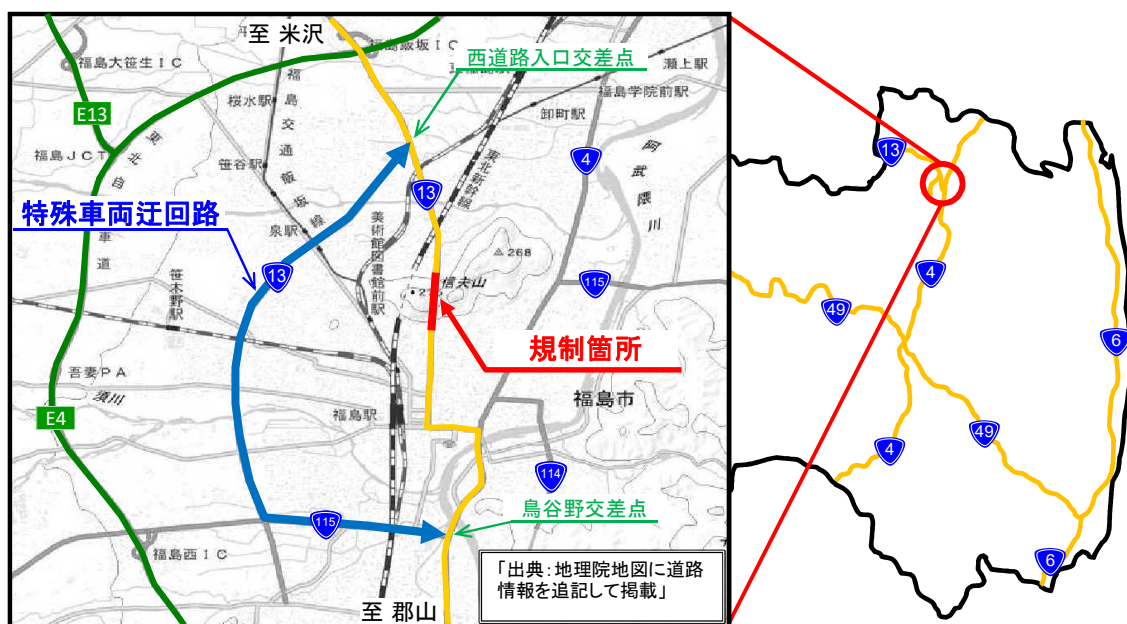 至 米沢
福島飯坂IC
西道路入口交差点
瀬上駅
福島大笹生IC
福島学院前駅
桜水駅
卸町駅
E13
福島交通飯坂線
福島JCT
東北自
車道
笹谷駅
4
阿武隈川
13
東北新幹線
特殊車両迂回路
泉駅
美術館図書館前駅
268
13
115
信夫山
笹木野駅
規制箇所
吾妻PA
須川
福島市
E4
福島駅
114
鳥谷野交差点
115
福島西IC
「出典:地理院地図に道路
情報を追記して掲載」
至 郡山
13
4
49
6
49
4
6